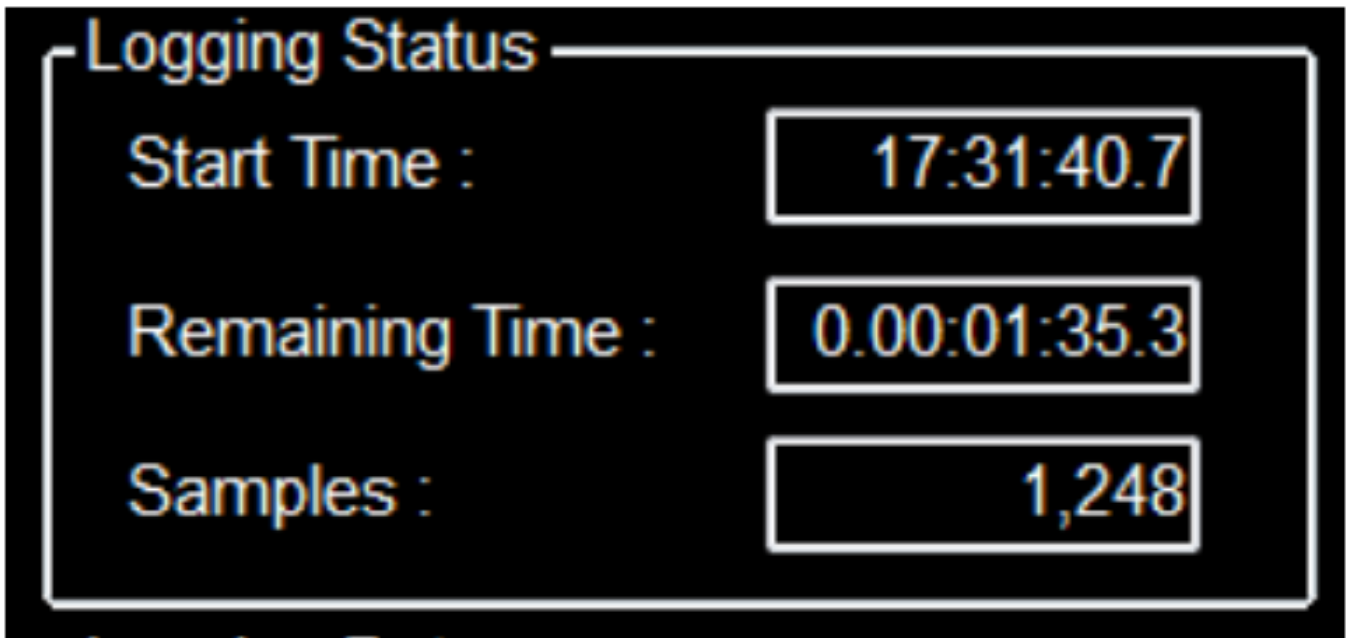 Logging Status
Start Time : 17:31:40.7
Remaining Time : 0.00:01:35.3
Samples : 1,248